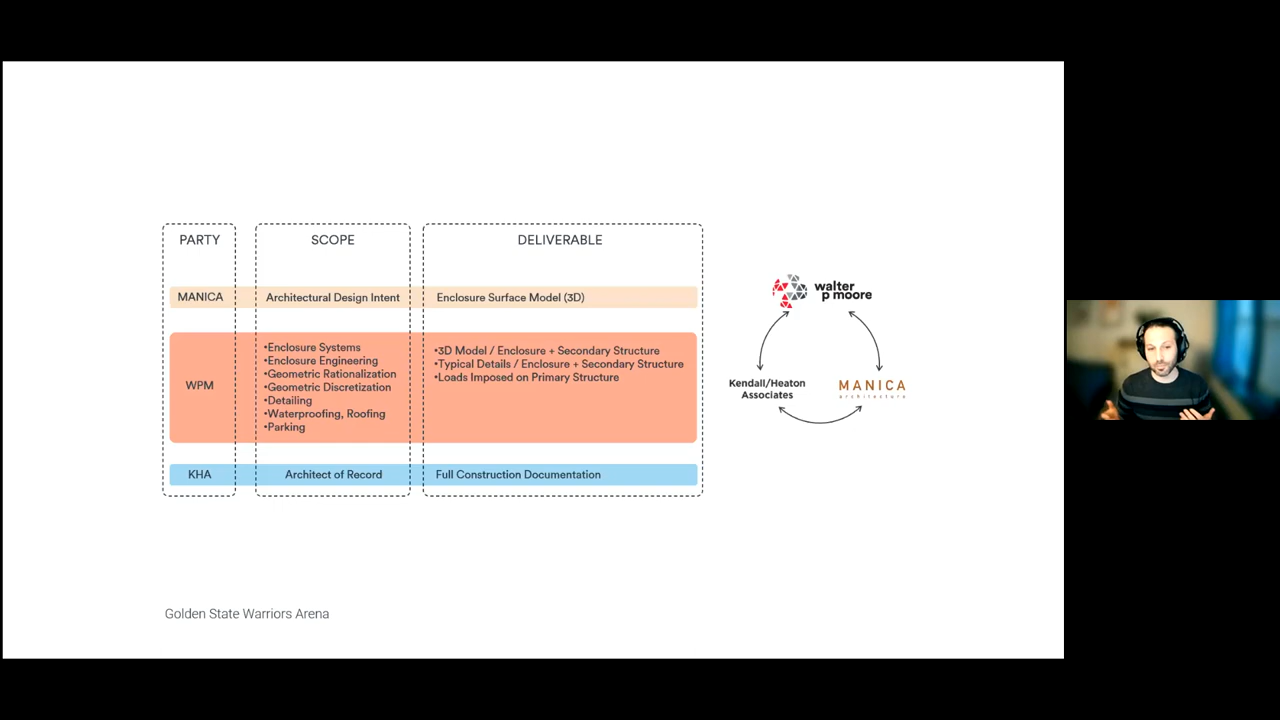 PARTY
SCOPE
DELIVERABLE
MANICA
Architectural Design Intent
Enclosure Surface Model (3D)
WPM
•Enclosure Systems
•Enclosure Engineering
•Geometric Rationalization
•Geometric Discretization
•Detailing
•Waterproofing, Roofing
•Parking
•3D Model / Enclosure + Secondary Structure
•Typical Details / Enclosure + Secondary Structure
•Loads Imposed on Primary Structure
KHA
Architect of Record
Full Construction Documentation
walter
p moore
Kendall/Heaton
Associates
MANICA
architecture
Golden State Warriors Arena